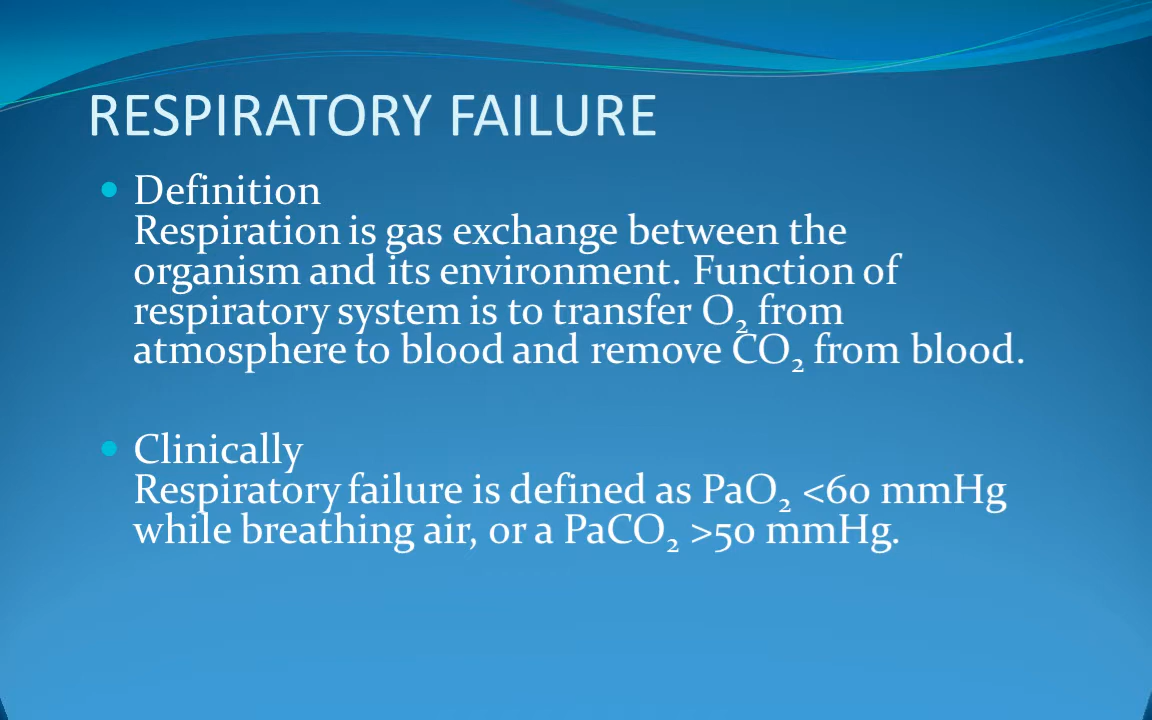 RESPIRATORY FAILURE
• Definition
Respiration is gas exchange between the
organism and its environment. Function of
respiratory system is to transfer O₂ from
atmosphere to blood and remove CO₂ from blood.
• Clinically
Respiratory failure is defined as PaO₂ <60 mmHg
while breathing air, or a PaCO₂ >50 mmHg.